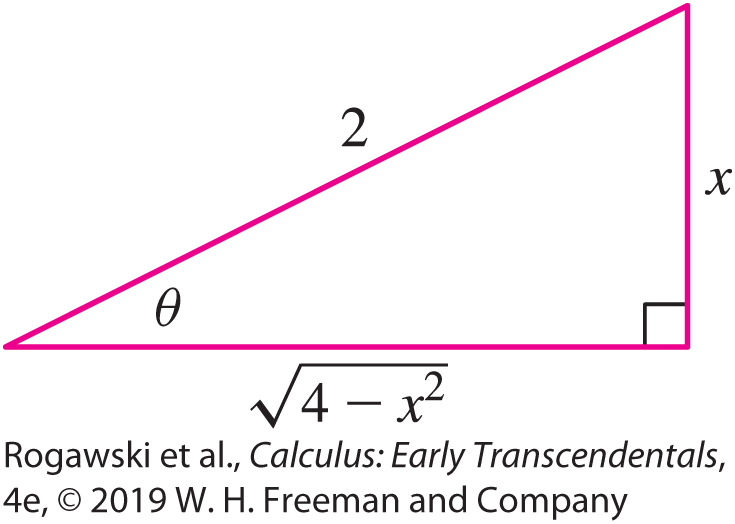 2
x
θ
√4 − x²
Rogawski et al., Calculus: Early Transcendentals,
4e, © 2019 W. H. Freeman and Company